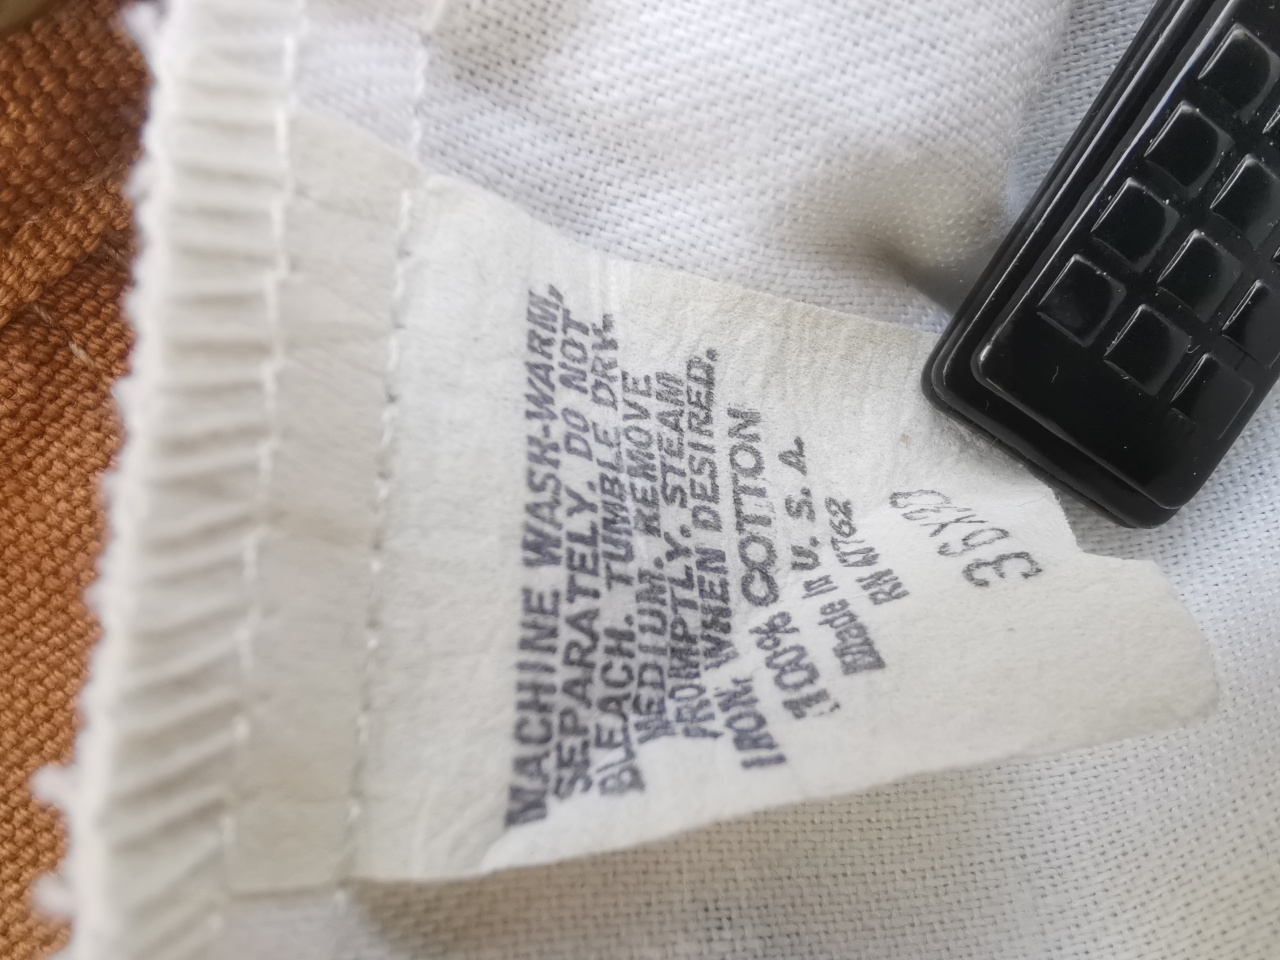 MACHINE WASH-WARM,
SEPARATELY. DO NOT
BLEACH. TUMBLE DRY.
MEDIUM. REMOVE
PROMPTLY. STEAM
IRON WHEN DESIRED.
100% COTTON
Made in U. S. A.
RN
36X30